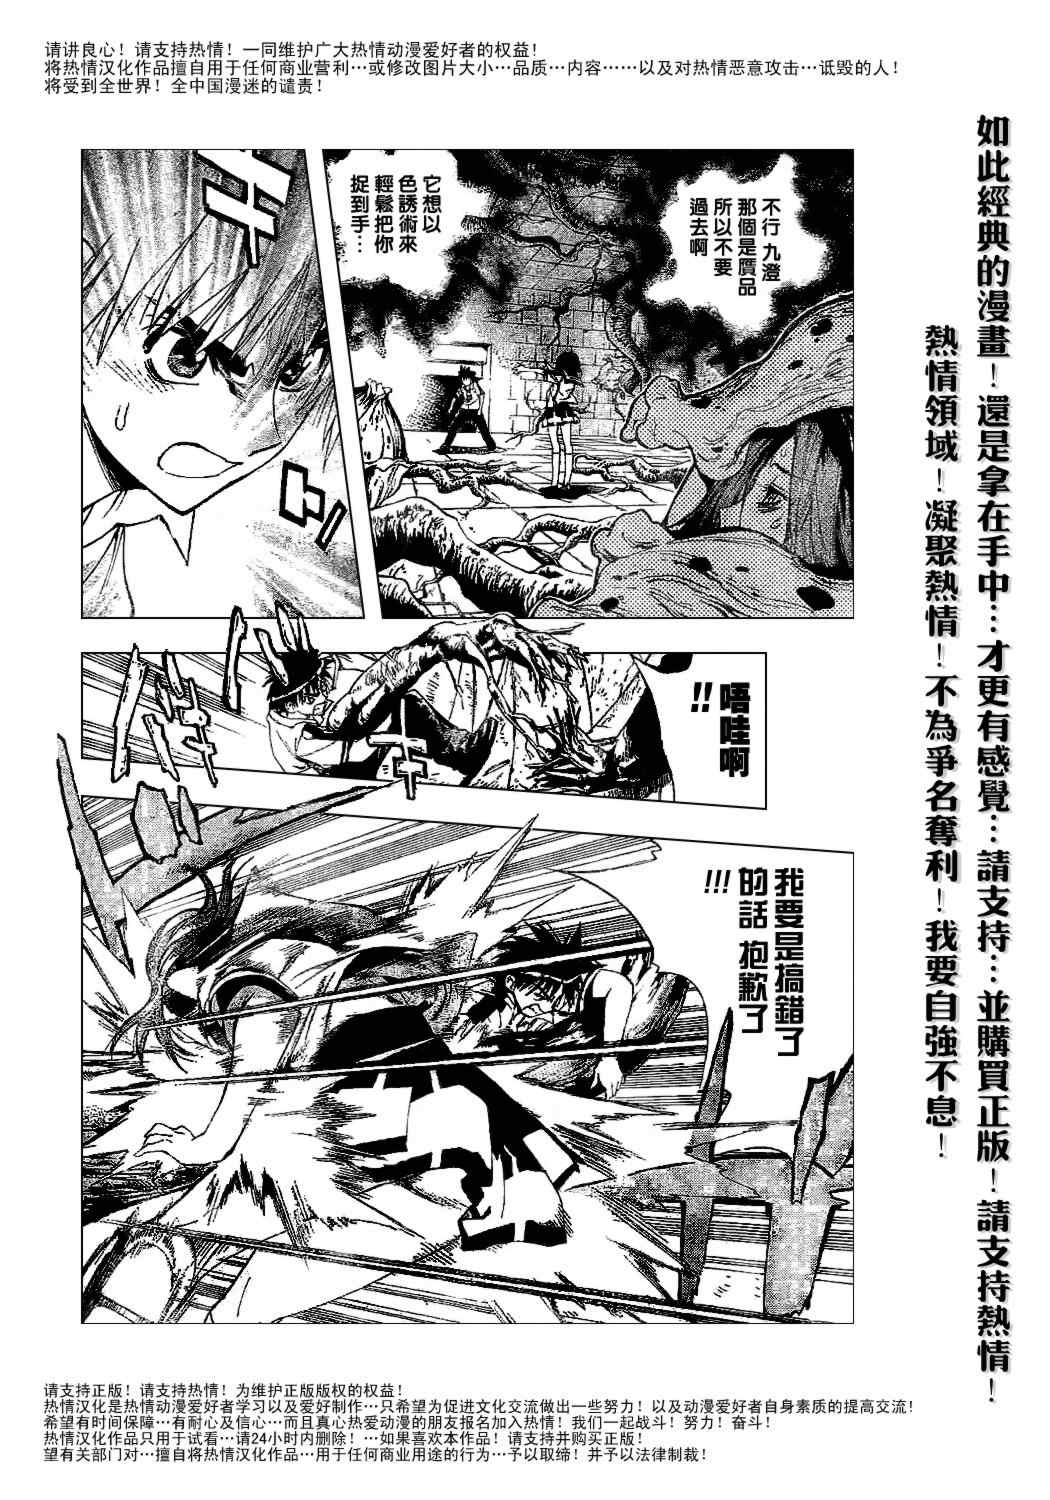 请讲良心！请支持热情！一同维护广大热情动漫爱好者的权益！
将热情汉化作品擅自用于任何商业营利…或修改图片大小…品质…内容……以及对热情恶意攻击…诋毁的人！
将受到全世界！全中国漫迷的谴责！
如此經典的漫畫！還是拿在手中…才更有感覺…請支持…並購買正版！請支持熱情！
熱情領域！凝聚熱情！不為爭名奪利！我要自強不息！
不行 九澄
那個是贋品
所以不要
過去啊
它想以
色誘術來
輕鬆把你
捉到手…
唔哇啊
!!
我要是搞錯了
的話 抱歉了
!!!
请支持正版！请支持热情！为维护正版版权的权益！
热情汉化是热情动漫爱好者学习以及爱好制作…只希望为促进文化交流做出一些努力！以及动漫爱好者自身素质的提高交流！
希望有时间保障…有耐心及信心…而且真心热爱动漫的朋友报名加入热情！我们一起战斗！努力！奋斗！
热情汉化作品只用于试看…请24小时内删除！…如果喜欢本作品！请支持并购买正版！
望有关部门对…擅自将热情汉化作品…用于任何商业用途的行为…予以取缔！并予以法律制裁！